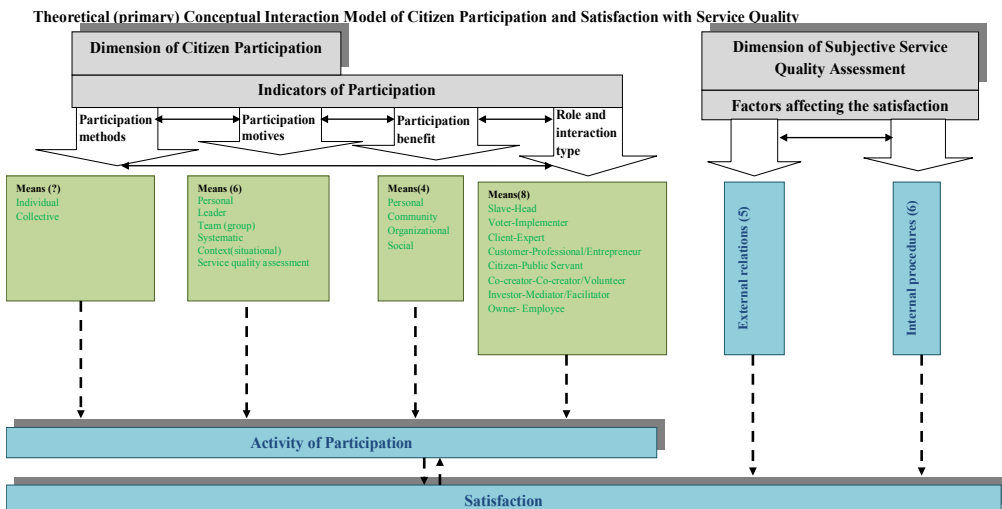 Theoretical (primary) Conceptual Interaction Model of Citizen Participation and Satisfaction with Service Quality
Dimension of Citizen Participation
Indicators of Participation
Participation
methods
Participation
motives
Participation
benefit
Role and
interaction
type
Means (?)
Individual
Collective
Means (6)
Personal
Leader
Team (group)
Systematic
Context(situational)
Service quality assessment
Means(4)
Personal
Community
Organizational
Social
Means(8)
Slave-Head
Voter-Implementer
Client-Expert
Customer-Professional/Entrepreneur
Citizen-Public Servant
Co-creator-Co-creator/Volunteer
Investor-Mediator/Facilitator
Owner- Employee
Dimension of Subjective Service
Quality Assessment
Factors affecting the satisfaction
External relations (5)
Internal procedures (6)
Activity of Participation
Satisfaction